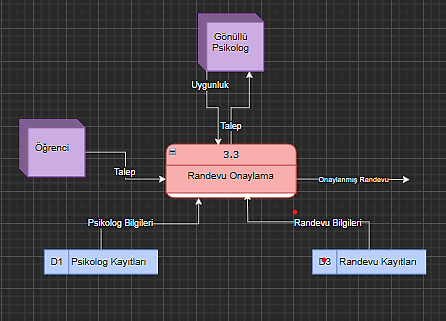 Gönüllü
Psikolog
Uygunluk
Talep
Öğrenci
Talep
3.3
Randevu Onaylama
Onaylanmış Randevu
Psikolog Bilgileri
Randevu Bilgileri
D1 Psikolog Kayıtları
D3 Randevu Kayıtları